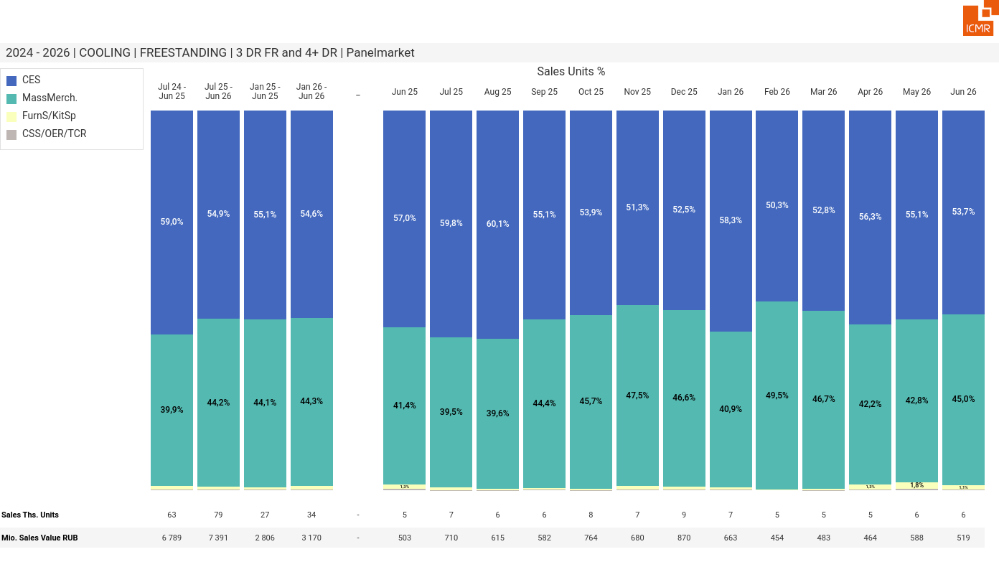 ICMR
2024 - 2026 | COOLING | FREESTANDING | 3 DR FR and 4+ DR | Panelmarket
CES
MassMerch.
FurnS/KitSp
CSS/OER/TCR
Sales Units %
Jul 24 - Jul 25 - Jan 25 - Jan 26 -
Jun 25 Jun 26 Jun 25 Jun 26 – Jun 25 Jul 25 Aug 25 Sep 25 Oct 25 Nov 25 Dec 25 Jan 26 Feb 26 Mar 26 Apr 26 May 26 Jun 26
59,0% 54,9% 55,1% 54,6% 57,0% 59,8% 60,1% 55,1% 53,9% 51,3% 52,5% 58,3% 50,3% 52,8% 56,3% 55,1% 53,7%
39,9% 44,2% 44,1% 44,3% 41,4% 39,5% 39,6% 44,4% 45,7% 47,5% 46,6% 40,9% 49,5% 46,7% 42,2% 42,8% 45,0%
1,3% 1,3% 1,8% 1,1%
Sales Ths. Units 63 79 27 34 - 5 7 6 6 8 7 9 7 5 5 5 6 6
Mio. Sales Value RUB 6 789 7 391 2 806 3 170 - 503 710 615 582 764 680 870 663 454 483 464 588 519